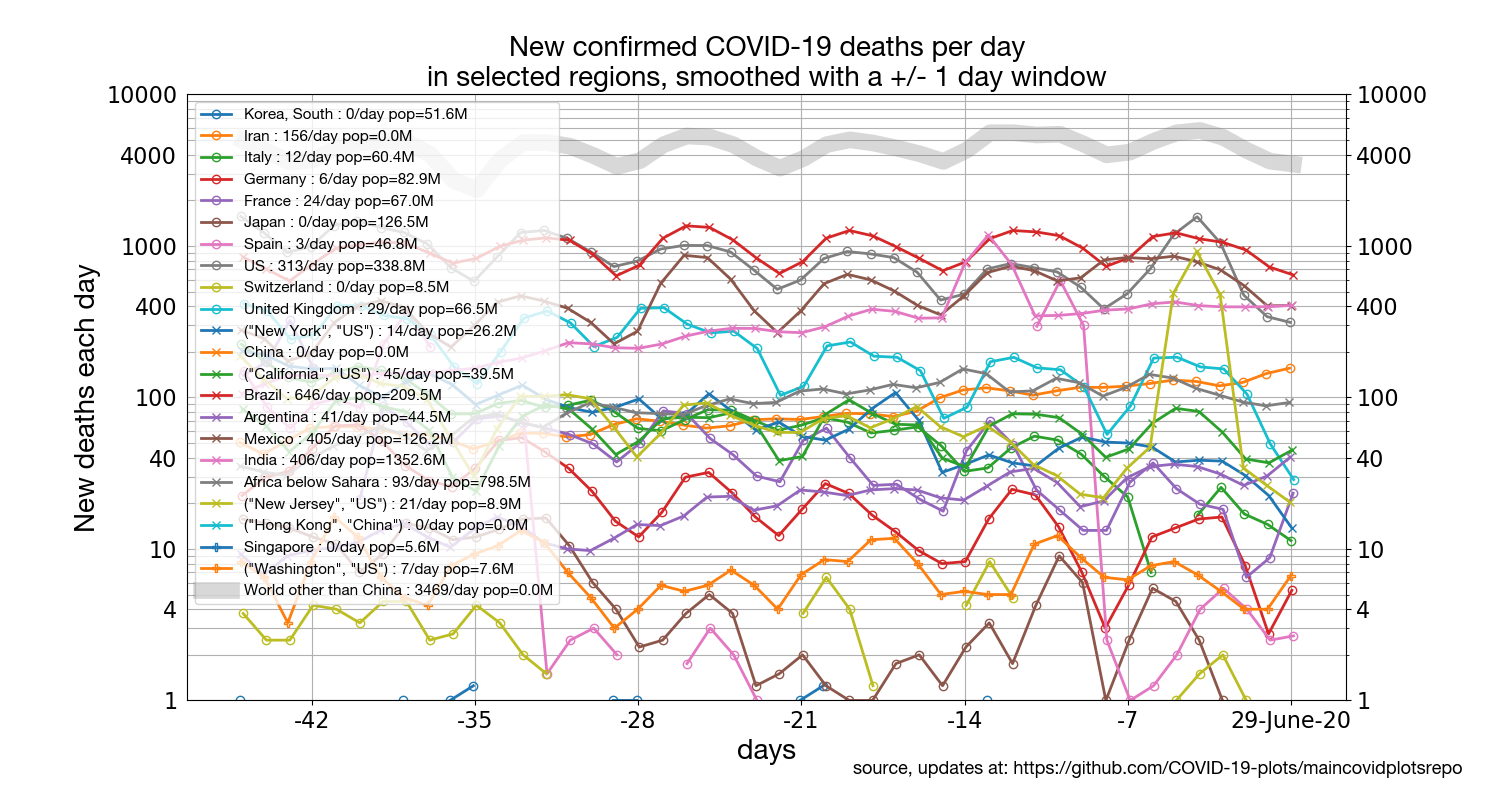 New confirmed COVID-19 deaths per day
in selected regions, smoothed with a +/- 1 day window
New deaths each day
10000
4000
1000
400
100
40
10
4
1
Korea, South : 0/day pop=51.6M
Iran : 156/day pop=0.0M
Italy : 12/day pop=60.4M
Germany : 6/day pop=82.9M
France : 24/day pop=67.0M
Japan : 0/day pop=126.5M
Spain : 3/day pop=46.8M
US : 313/day pop=338.8M
Switzerland : 0/day pop=8.5M
United Kingdom : 29/day pop=66.5M
("New York", "US") : 14/day pop=26.2M
China : 0/day pop=0.0M
("California", "US") : 45/day pop=39.5M
Brazil : 646/day pop=209.5M
Argentina : 41/day pop=44.5M
Mexico : 405/day pop=126.2M
India : 406/day pop=1352.6M
Africa below Sahara : 93/day pop=798.5M
("New Jersey", "US") : 21/day pop=8.9M
("Hong Kong", "China") : 0/day pop=0.0M
Singapore : 0/day pop=5.6M
("Washington", "US") : 7/day pop=7.6M
World other than China : 3469/day pop=0.0M
10000
4000
1000
400
100
40
10
4
1
-42 -35 -28 -21 -14 -7 29-June-20
days
source, updates at: https://github.com/COVID-19-plots/maincovidplotsrepo